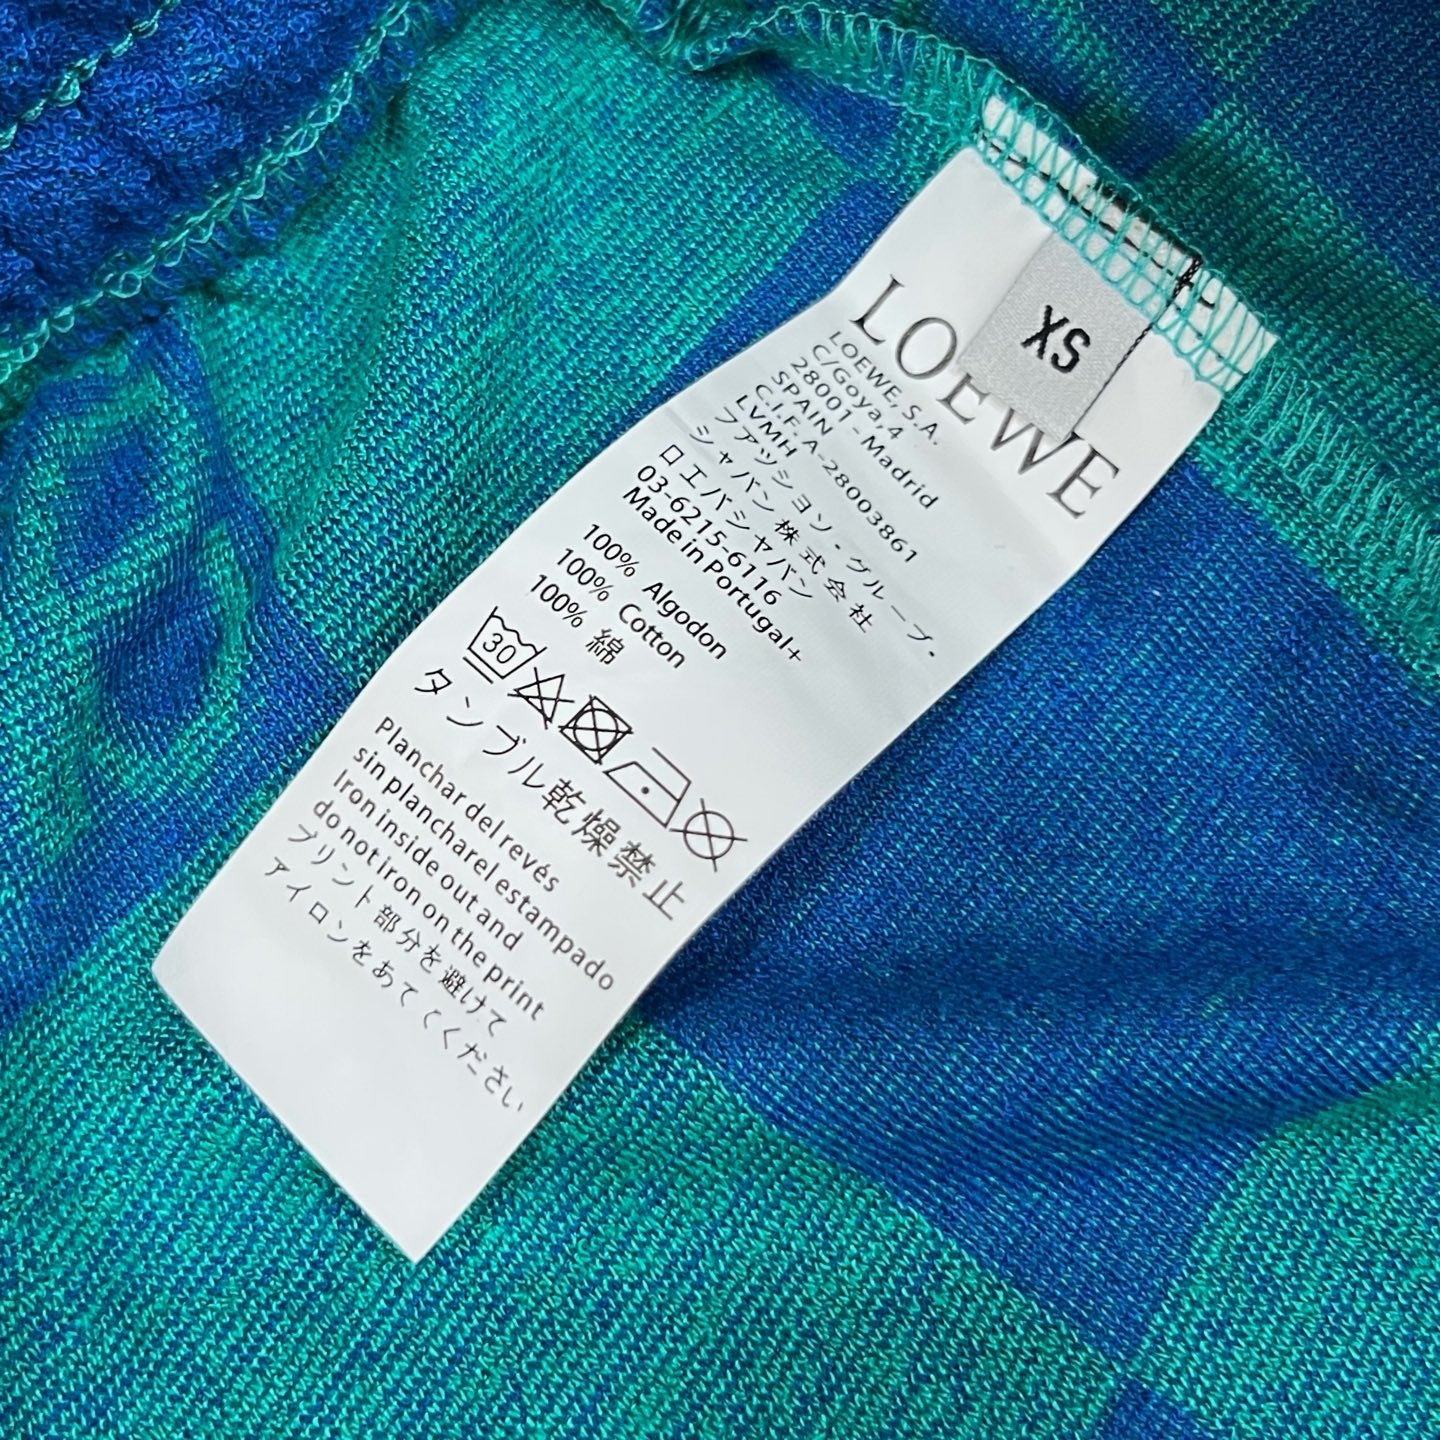 XS
LOEWE
LOEWE, S.A.
C/Goya, 4
28001 - Madrid
SPAIN
C.I.F. A-28003861
LVMH
ファッション・グループ・
ジャパン株式会社
ロエベジャパン
03-6215-6116
Made in Portugal+
100% Algodon
100% Cotton
100% 綿
30
タンブル乾燥禁止
Planchar del revés
sin planchar el estampado
Iron inside out and
do not iron on the print
プリント部分を避けて
アイロンをあてください